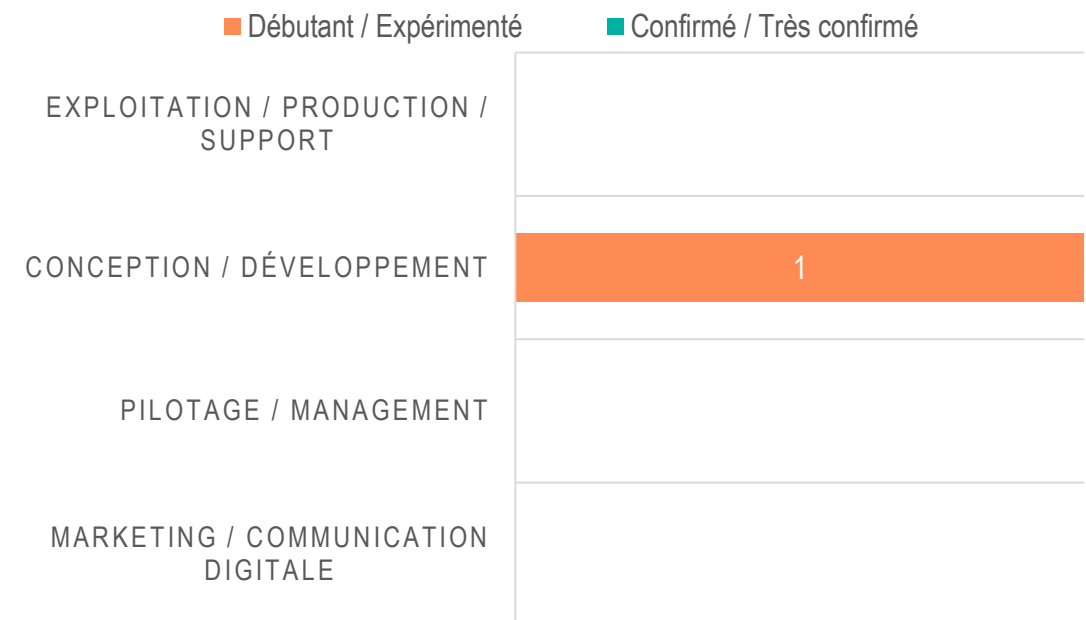 Débutant / Expérimenté Confirmé / Très confirmé
EXPLOITATION / PRODUCTION /
SUPPORT
CONCEPTION / DÉVELOPPEMENT
1
PILOTAGE / MANAGEMENT
MARKETING / COMMUNICATION
DIGITALE